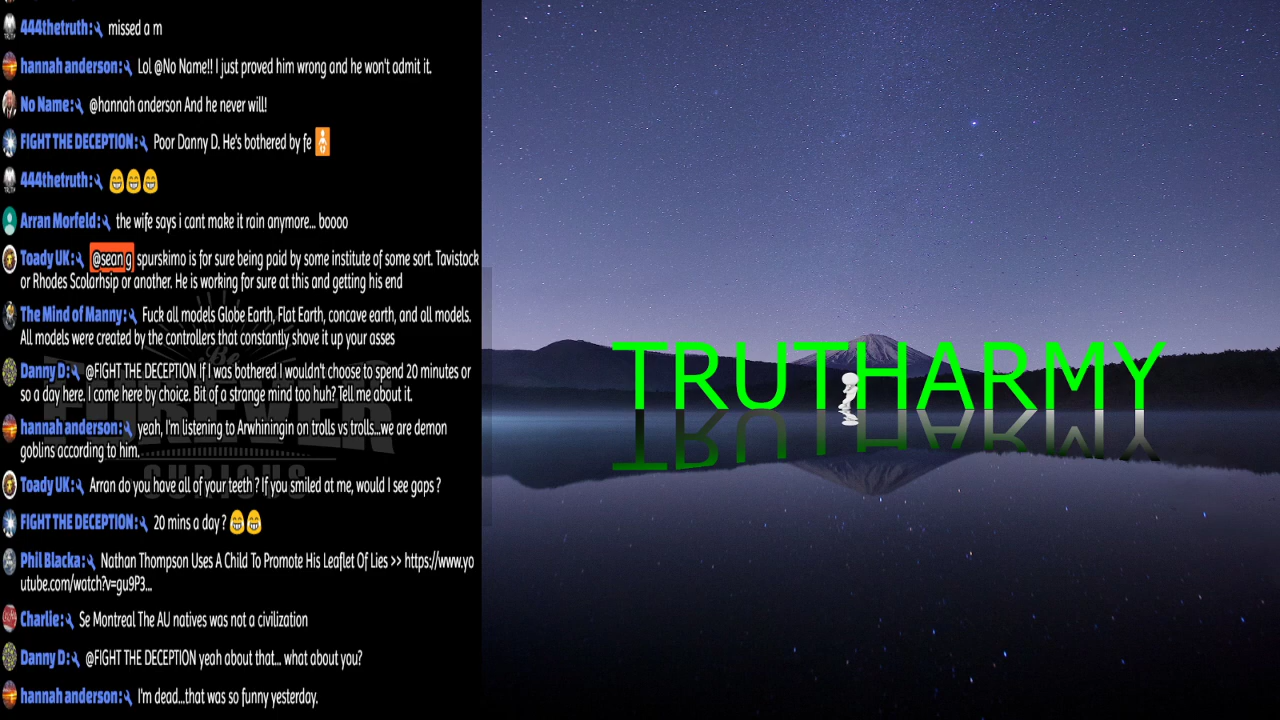 444thetruth: missed a m
hannah anderson: Lol @No Name!! I just proved him wrong and he won't admit it.
No Name: @hannah anderson And he never will!
FIGHT THE DECEPTION: Poor Danny D. He's bothered by fe
444thetruth: 😁😁😁
Arran Morfeld: the wife says i cant make it rain anymore... boooo
Toady UK: @sean g spurskimo is for sure being paid by some institute of some sort. Tavistock
or Rhodes Scolarhsip or another. He is working for sure at this and getting his end
The Mind of Manny: Fuck all models Globe Earth, Flat Earth, concave earth, and all models.
All models were created by the controllers that constantly shove it up your asses
Danny D: @FIGHT THE DECEPTION If I was bothered I wouldn't choose to spend 20 minutes or
so a day here. I come here by choice. Bit of a strange mind too huh? Tell me about it.
hannah anderson: yeah, I'm listening to Arwhiningin on trolls vs trolls...we are demon
goblins according to him.
Toady UK: Arran do you have all of your teeth ? If you smiled at me, would I see gaps ?
FIGHT THE DECEPTION: 20 mins a day ? 😁😁
Phil Blacka: Nathan Thompson Uses A Child To Promote His Leaflet Of Lies >> https://www.yo
utube.com/watch?v=gu9P3...
Charlie: Se Montreal The AU natives was not a civilization
Danny D: @FIGHT THE DECEPTION yeah about that... what about you?
hannah anderson: I'm dead...that was so funny yesterday.
Be
FOREVER
CURIOUS
TRUTHARMY